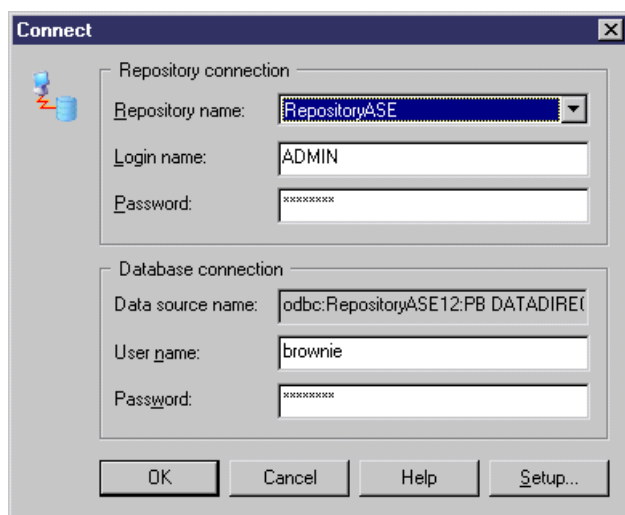 Connect
Repository connection
Repository name: RepositoryASE
Login name: ADMIN
Password: ********
Database connection
Data source name: odbc:RepositoryASE12:PB DATADIRE(
User name: brownie
Password: ********
OK Cancel Help Setup...